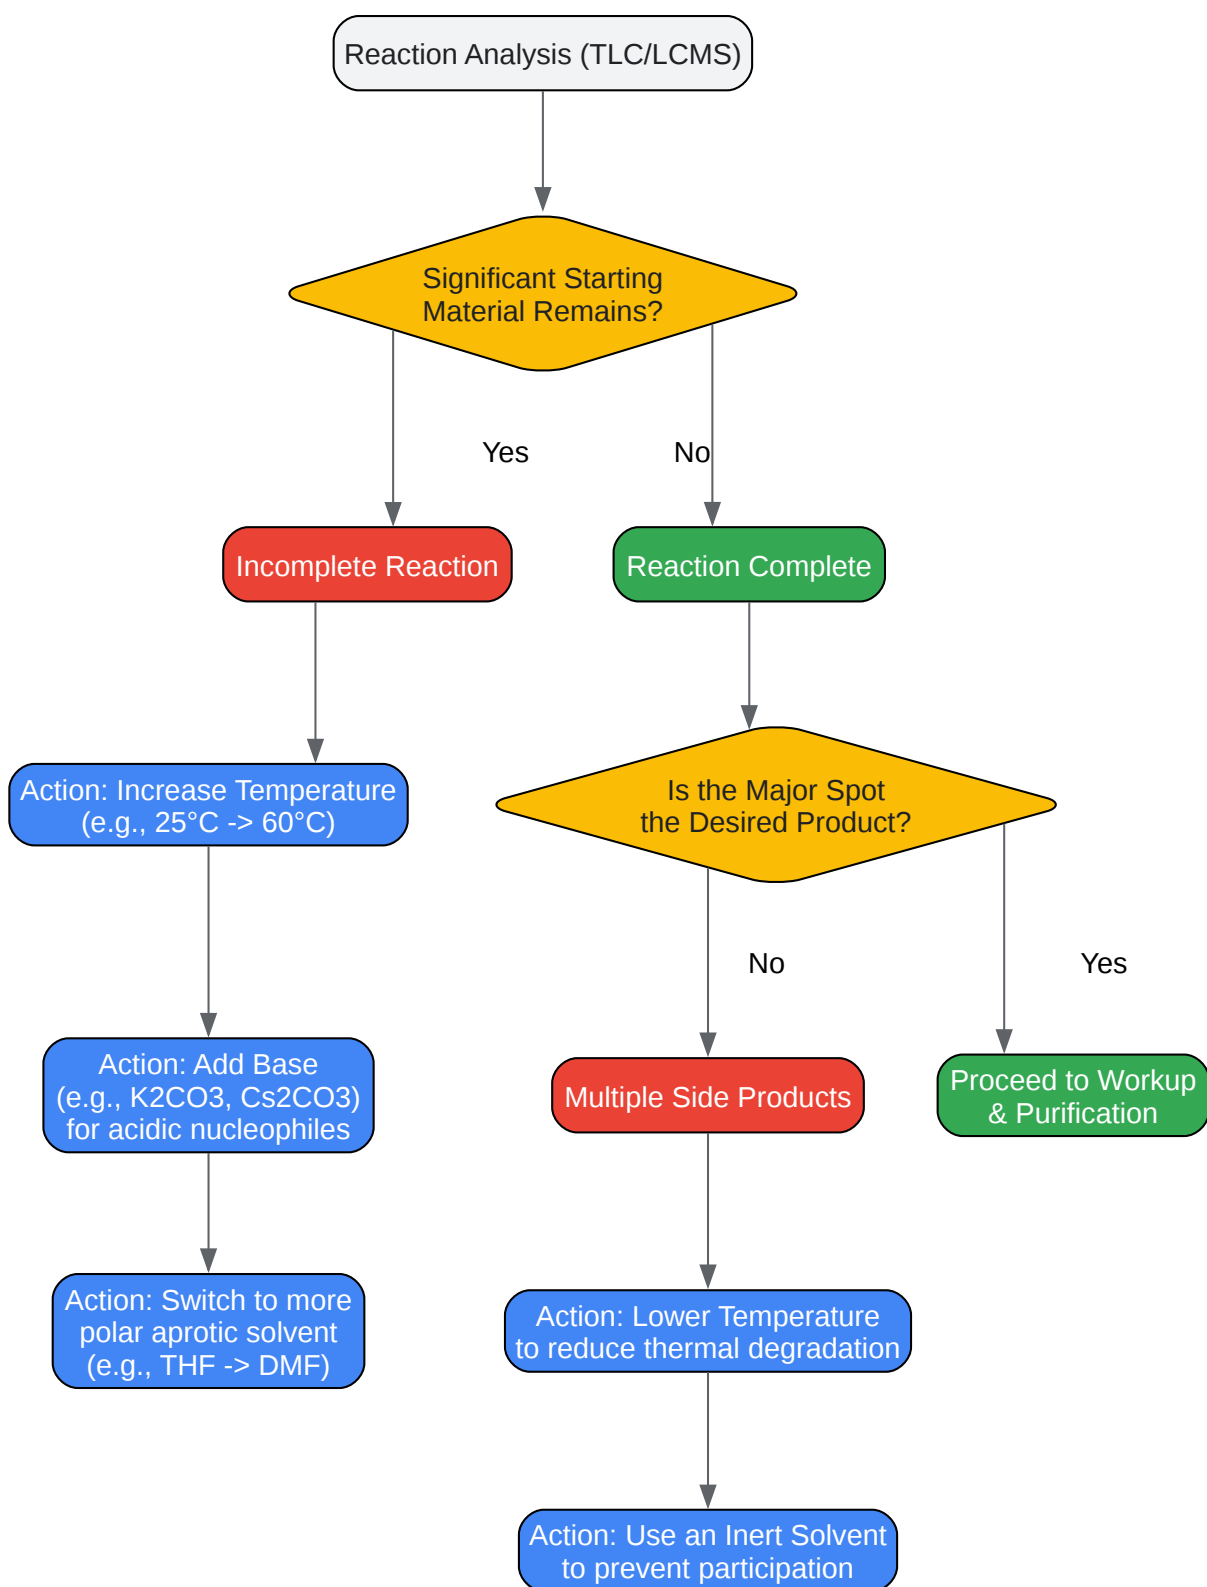 Reaction Analysis (TLC/LCMS)
Significant Starting
Material Remains?
Yes
No
Incomplete Reaction
Reaction Complete
Action: Increase Temperature
(e.g., 25°C -> 60°C)
Is the Major Spot
the Desired Product?
No
Yes
Action: Add Base
(e.g., K2CO3, Cs2CO3)
for acidic nucleophiles
Multiple Side Products
Proceed to Workup
& Purification
Action: Switch to more
polar aprotic solvent
(e.g., THF -> DMF)
Action: Lower Temperature
to reduce thermal degradation
Action: Use an Inert Solvent
to prevent participation